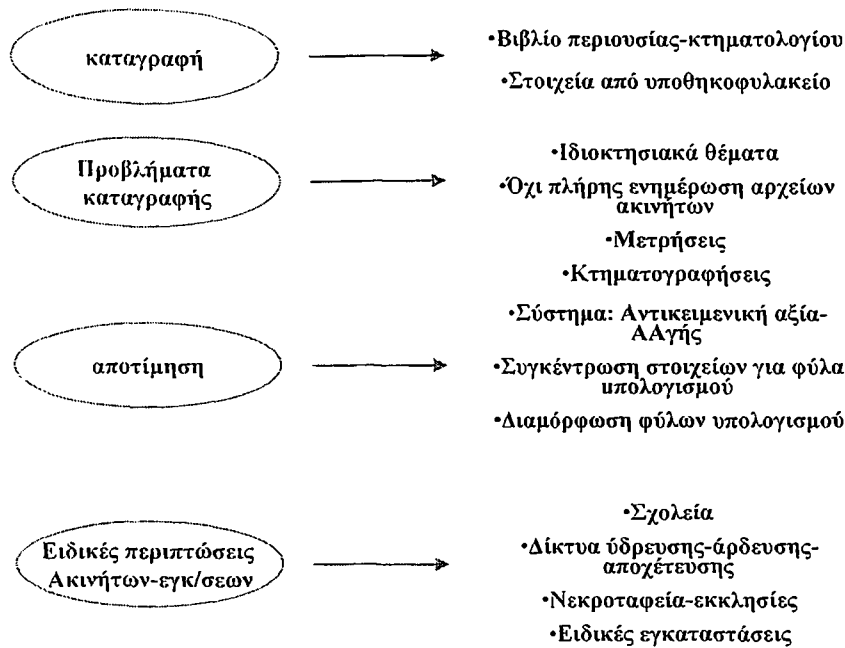 καταγραφή
•Βιβλίο περιουσίας-κτηματολογίου
•Στοιχεία από υποθηκοφυλακείο
Προβλήματα
καταγραφής
•Ιδιοκτησιακά θέματα
•Όχι πλήρης ενημέρωση αρχείων
ακινήτων
•Μετρήσεις
•Κτηματογραφήσεις
αποτίμηση
•Σύστημα: Αντικειμενική αξία-
ΑΑγής
•Συγκέντρωση στοιχείων για φύλα
υπολογισμού
•Διαμόρφωση φύλων υπολογισμού
Ειδικές περιπτώσεις
Ακινήτων-εγκ/σεων
•Σχολεία
•Δίκτυα ύδρευσης-άρδευσης-
αποχέτευσης
•Νεκροταφεία-εκκλησίες
•Ειδικές εγκαταστάσεις